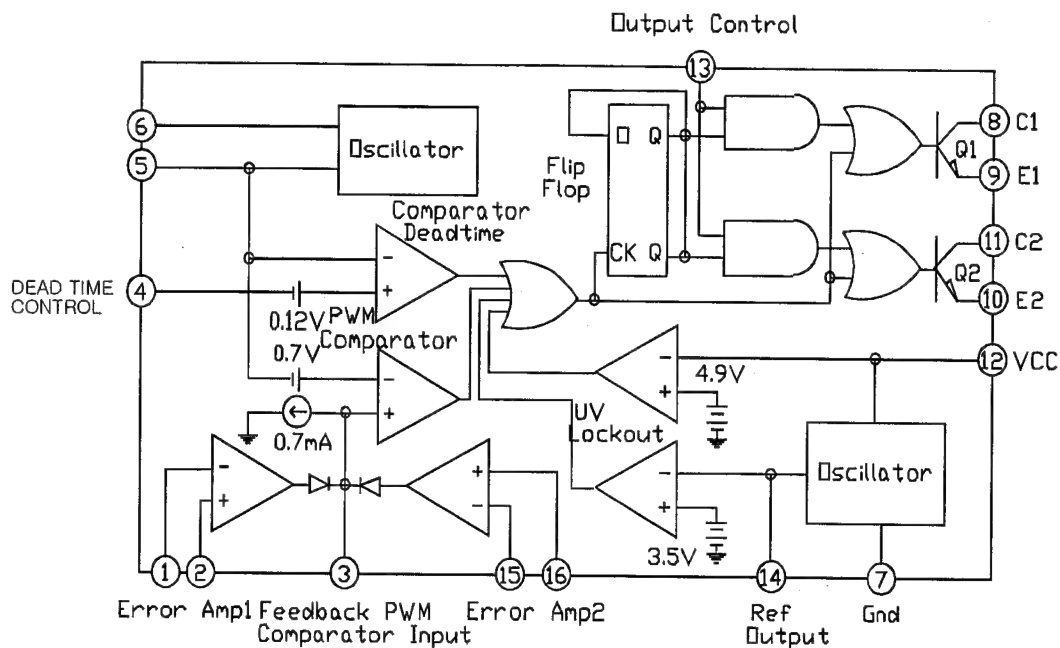 Output Control
13
6
5
Oscillator
D Q
Flip
Flop
CK Q
8 C1
Q1
9 E1
11 C2
Q2
10 E2
Comparator
Deadtime
DEAD TIME
CONTROL
4
-
+
0.12V
PWM
Comparator
0.7V
-
+
0.7mA
12 VCC
-
+
4.9V
UV
Lockout
-
+
3.5V
Oscillator
-
+
+
-
1
2
3
15
16
14
7
Error Amp1
Feedback PWM
Comparator Input
Error Amp2
Ref
Output
Gnd